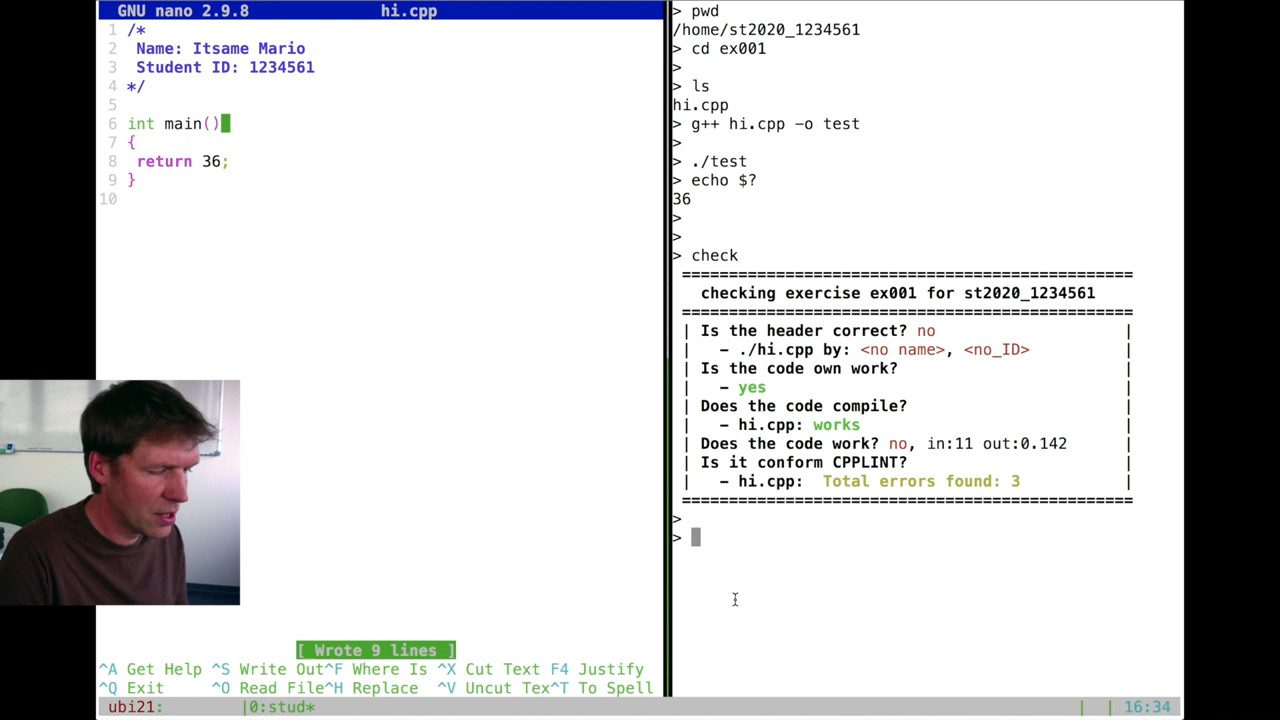 GNU nano 2.9.8 hi.cpp
1 /*
2 Name: Itsame Mario
3 Student ID: 1234561
4 */
5
6 int main()
7 {
8 return 36;
9 }
10
[ Wrote 9 lines ]
^A Get Help ^S Write Out^F Where Is ^X Cut Text F4 Justify
^Q Exit ^O Read File^H Replace ^V Uncut Tex^T To Spell
> pwd
/home/st2020_1234561
> cd ex001
>
> ls
hi.cpp
> g++ hi.cpp -o test
>
> ./test
> echo $?
36
>
>
> check
================================================
checking exercise ex001 for st2020_1234561
================================================
| Is the header correct? no |
| - ./hi.cpp by: <no name>, <no_ID> |
| Is the code own work? |
| - yes |
| Does the code compile? |
| - hi.cpp: works |
| Does the code work? no, in:11 out:0.142 |
| Is it conform CPPLINT? |
| - hi.cpp: Total errors found: 3 |
================================================
>
>
ubi21: |0:stud* | | 16:34